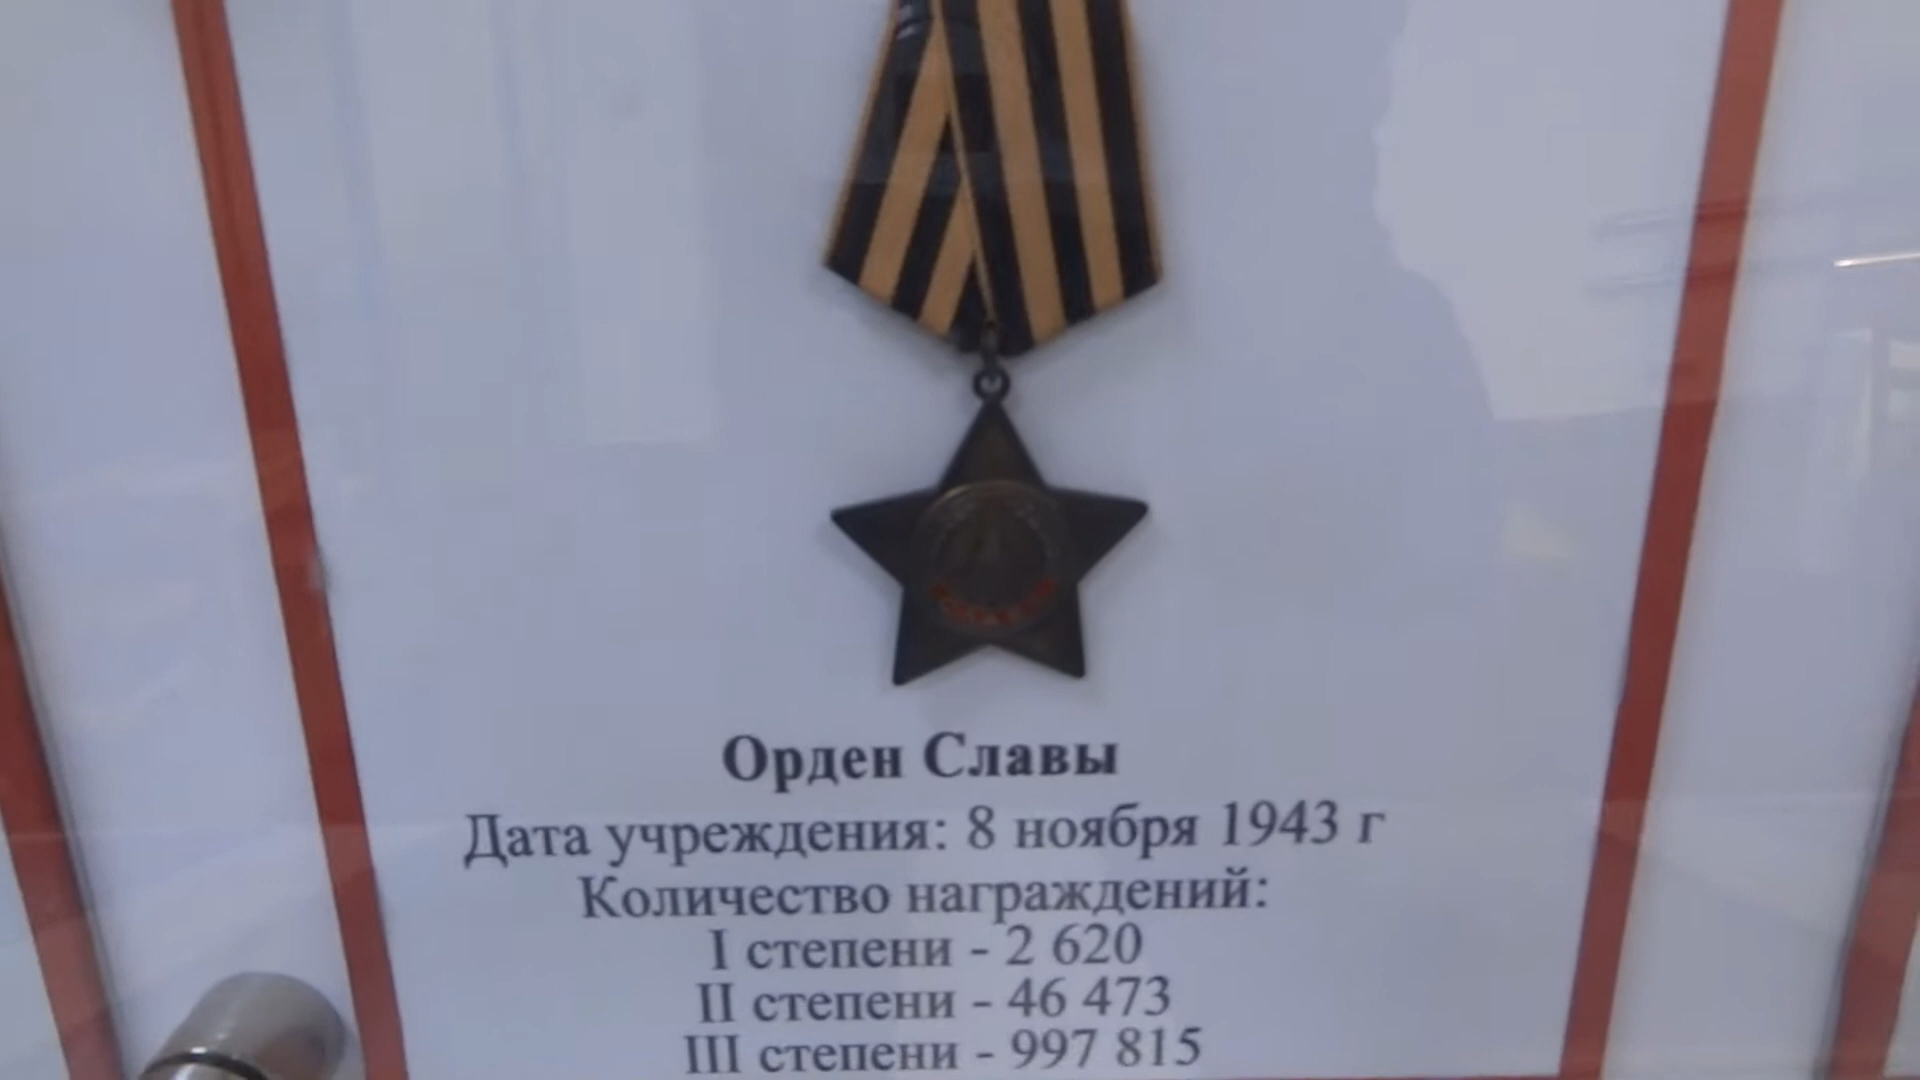 Орден Славы
Дата учреждения: 8 ноября 1943 г
Количество награждений:
I степени - 2 620
II степени - 46 473
III степени - 997 815